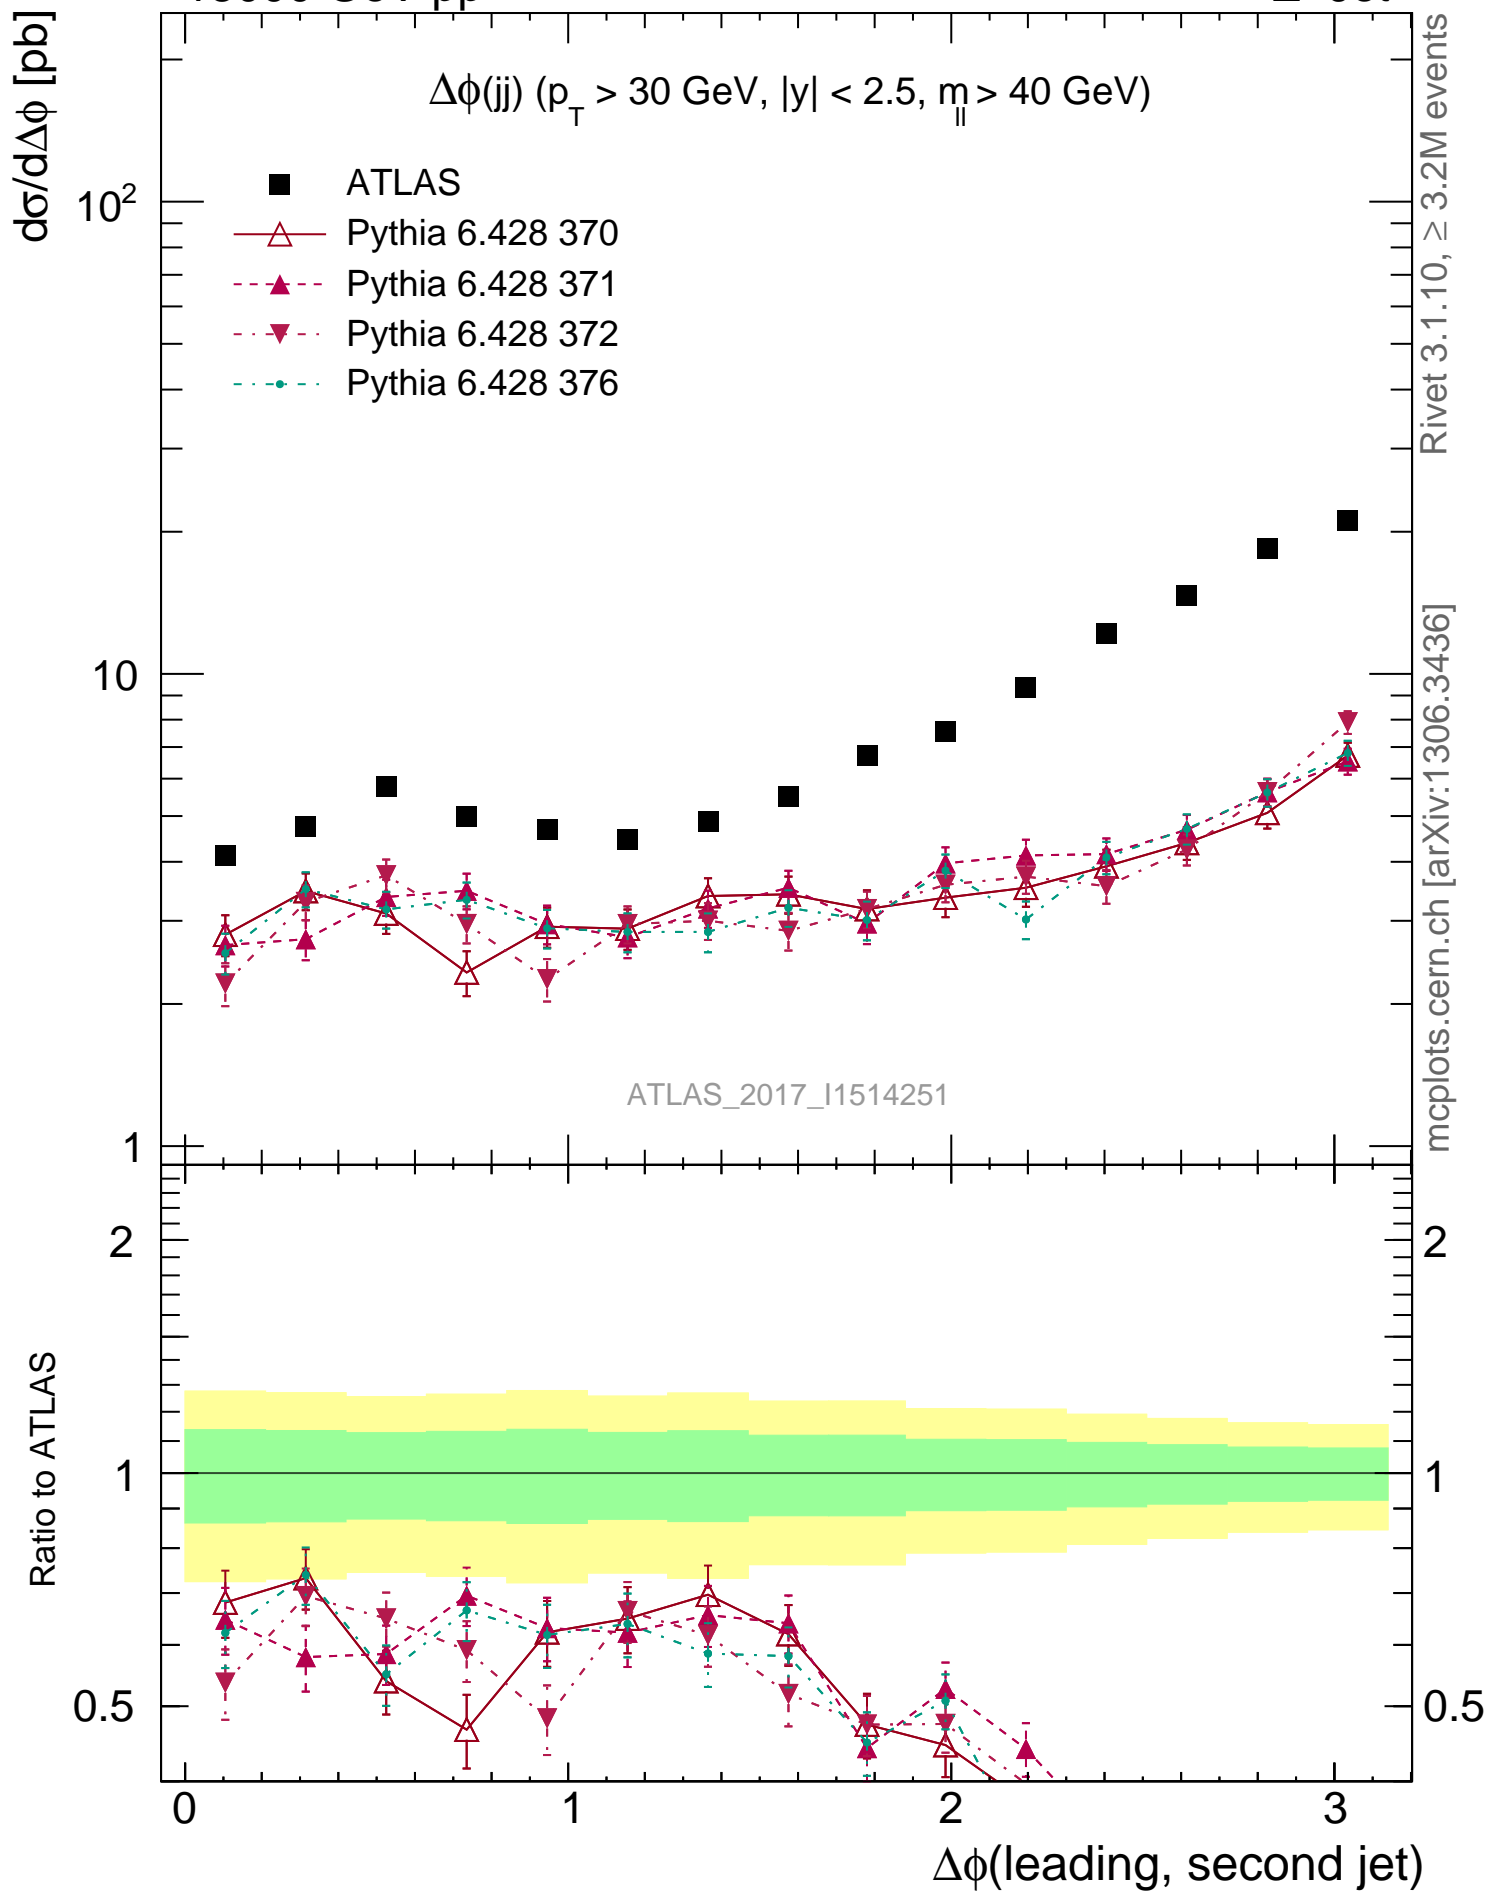 dσ/dΔϕ [pb]
Δϕ(jj) (p_T > 30 GeV, |y| < 2.5, m_ll > 40 GeV)
ATLAS
Pythia 6.428 370
Pythia 6.428 371
Pythia 6.428 372
Pythia 6.428 376
10²
10
1
ATLAS_2017_I1514251
Rivet 3.1.10, ≥ 3.2M events
mcplots.cern.ch [arXiv:1306.3436]
Ratio to ATLAS
2
1
0.5
2
1
0.5
0 1 2 3
Δϕ(leading, second jet)